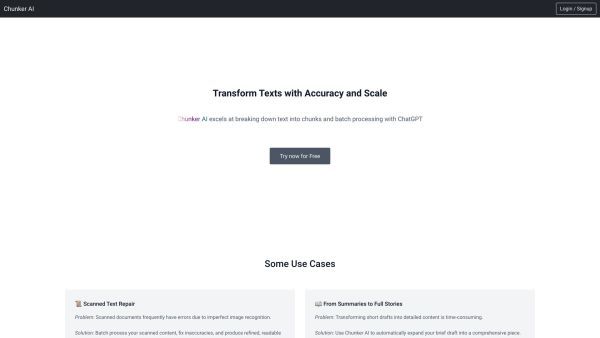 Chunker AI
Login / Signup
Transform Texts with Accuracy and Scale
Chunker AI excels at breaking down text into chunks and batch processing with ChatGPT
Try now for Free
Some Use Cases
📜 Scanned Text Repair
Problem: Scanned documents frequently have errors due to imperfect image recognition.
Solution: Batch process your scanned content, fix inaccuracies, and produce refined, readable
📖 From Summaries to Full Stories
Problem: Transforming short drafts into detailed content is time-consuming.
Solution: Use Chunker AI to automatically expand your brief draft into a comprehensive piece.